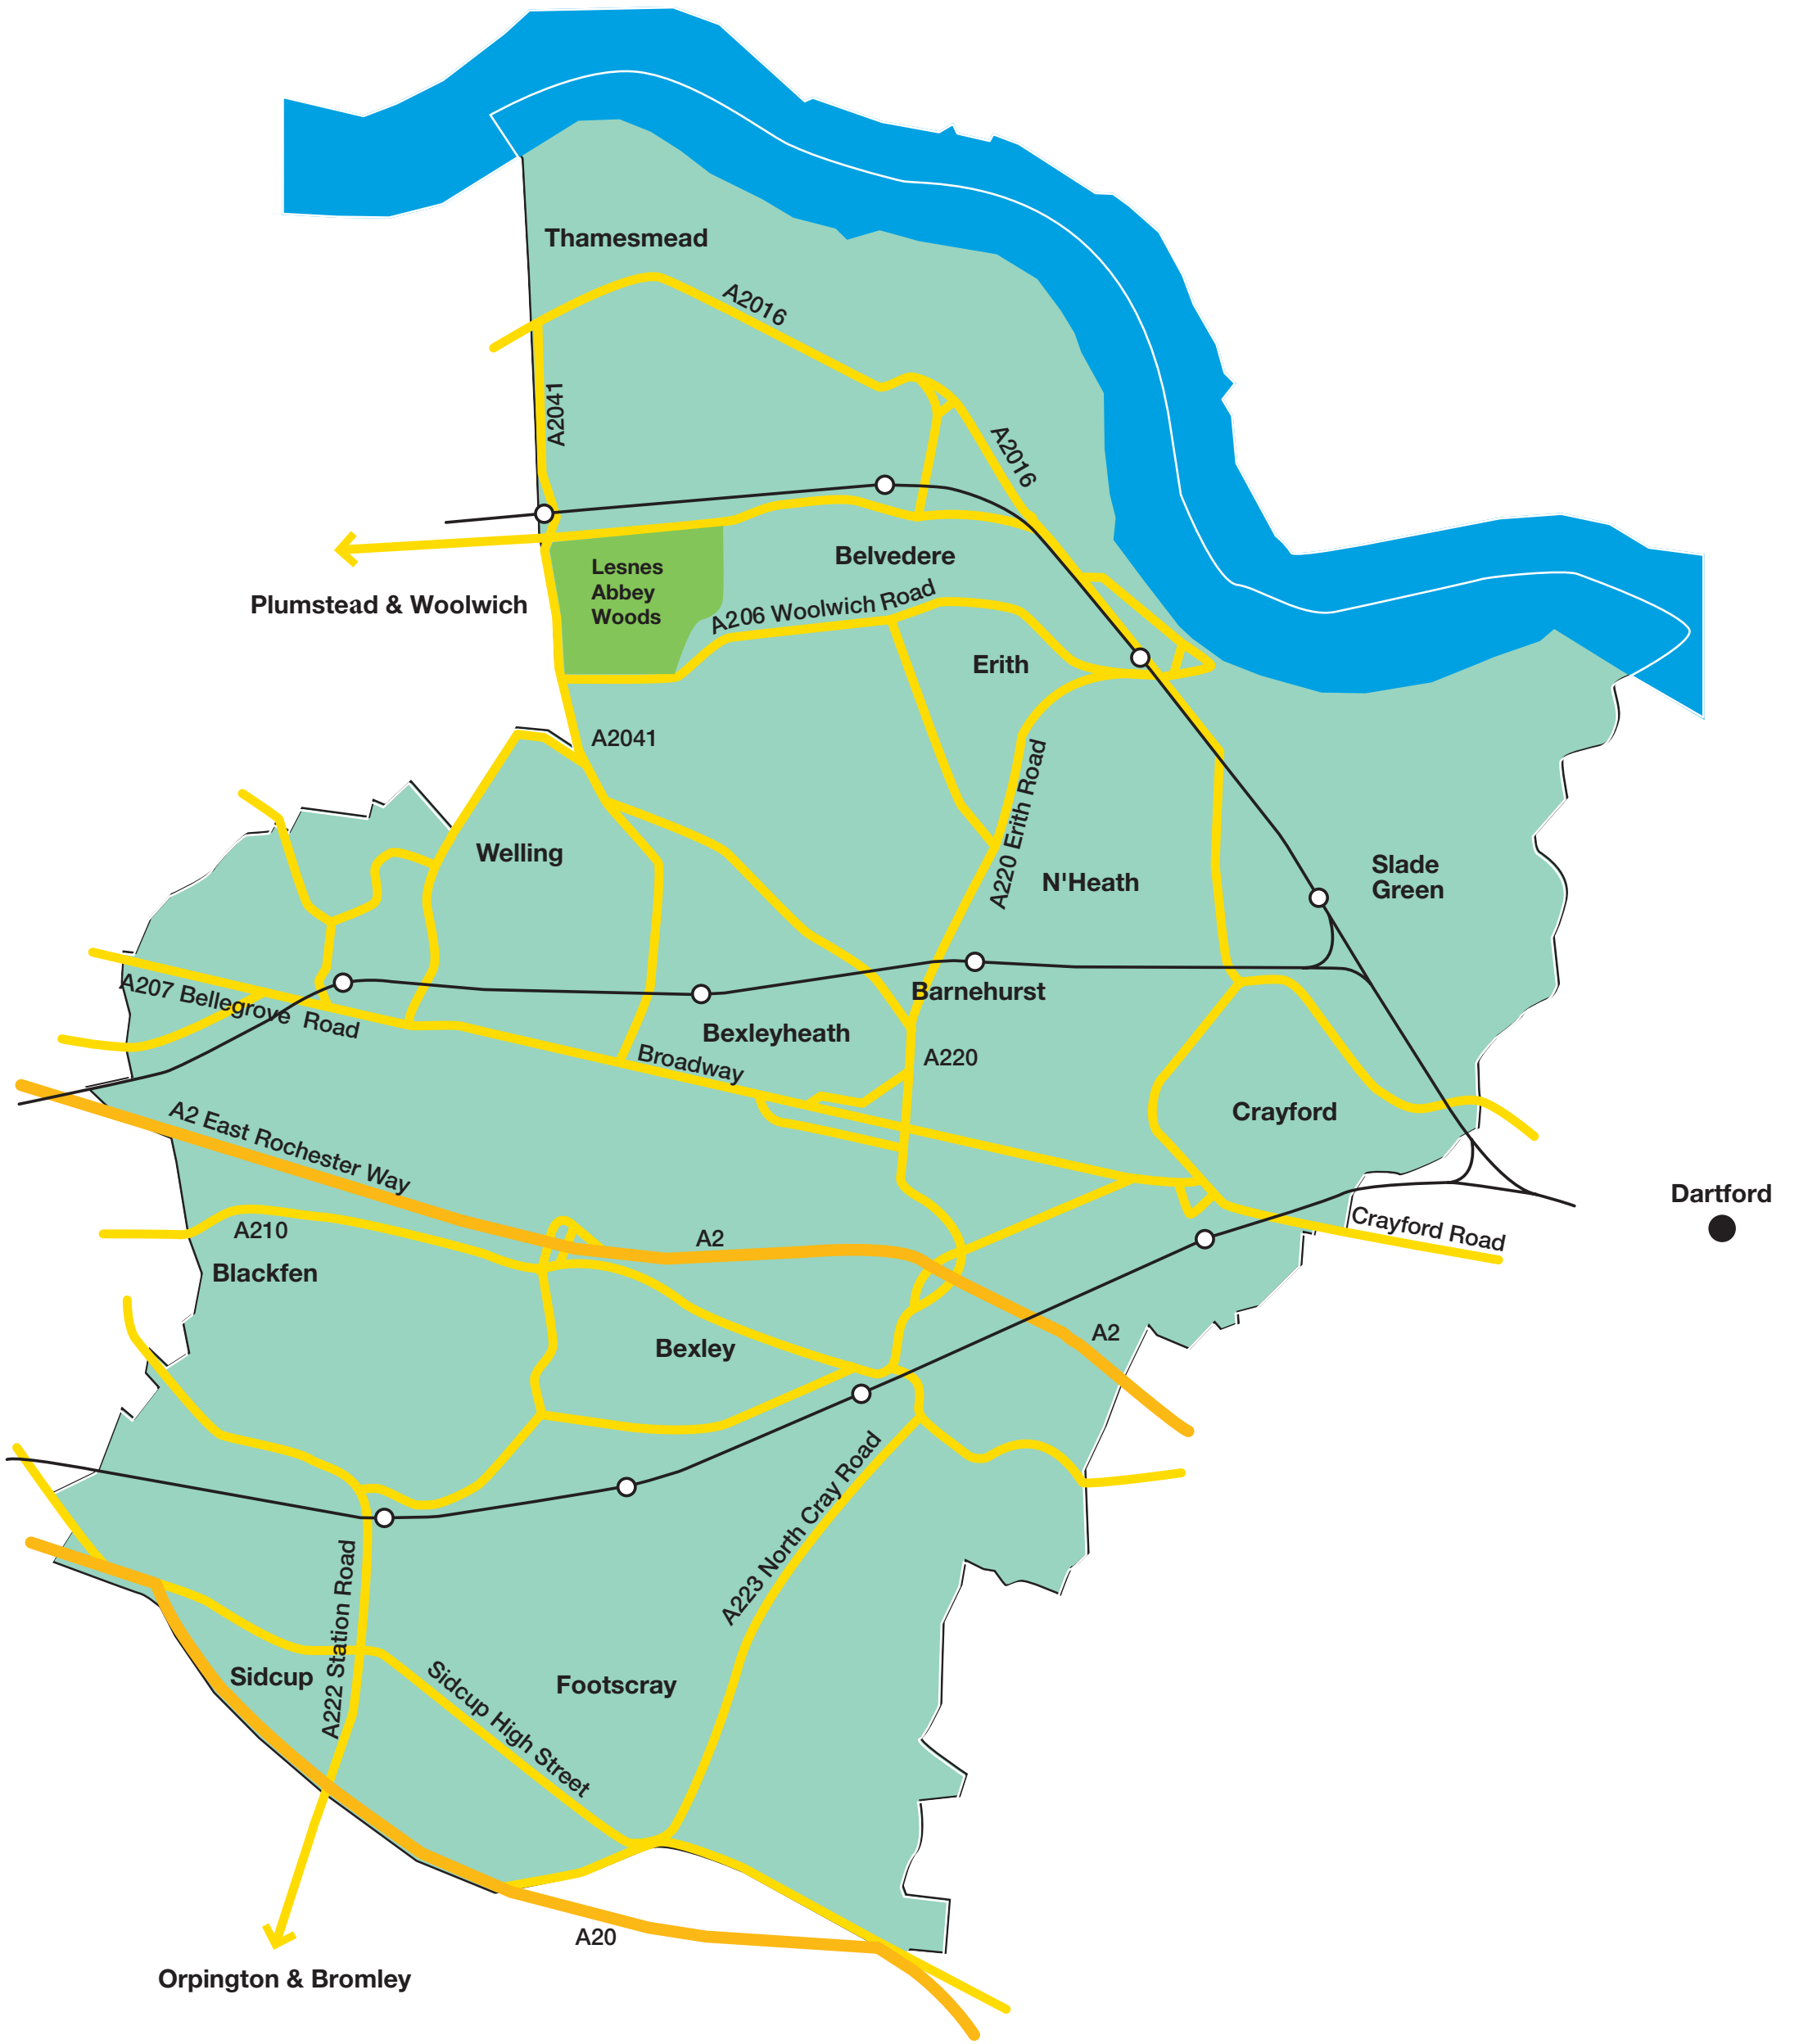 Thamesmead
A2016
A2041
A2016
Belvedere
Lesnes
Abbey
Woods
Plumstead & Woolwich
A206 Woolwich Road
Erith
A2041
A220 Erith Road
Welling
N'Heath
Slade
Green
A207 Bellegrove Road
Barnehurst
Bexleyheath
Broadway
A220
Crayford
A2 East Rochester Way
Dartford
Crayford Road
A210
A2
Blackfen
A2
Bexley
A223 North Cray Road
A222 Station Road
Sidcup
Sidcup High Street
Footscray
A20
Orpington & Bromley